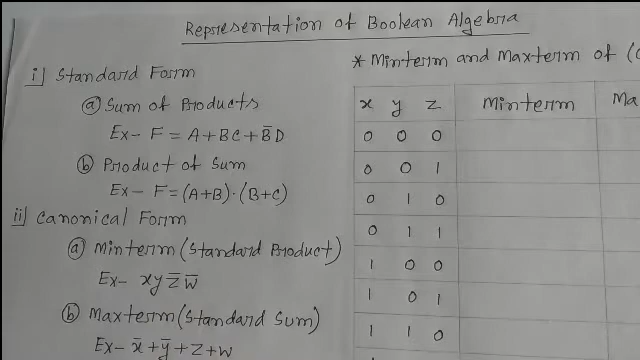 Representation of Boolean Algebra
i] Standard Form
ⓐ Sum of Products
Ex- F = A+BC+B̅D
ⓑ Product of Sum
Ex- F=(A+B)·(B+C)
ii] Canonical Form
ⓐ Minterm (Standard Product)
Ex- xyz̅w̅
ⓑ Maxterm (Standard Sum)
Ex- x̅+y̅+z+w
* Minterm and Maxterm of (
x y z Minterm Ma
0 0 0
0 0 1
0 1 0
0 1 1
1 0 0
1 0 1
1 1 0